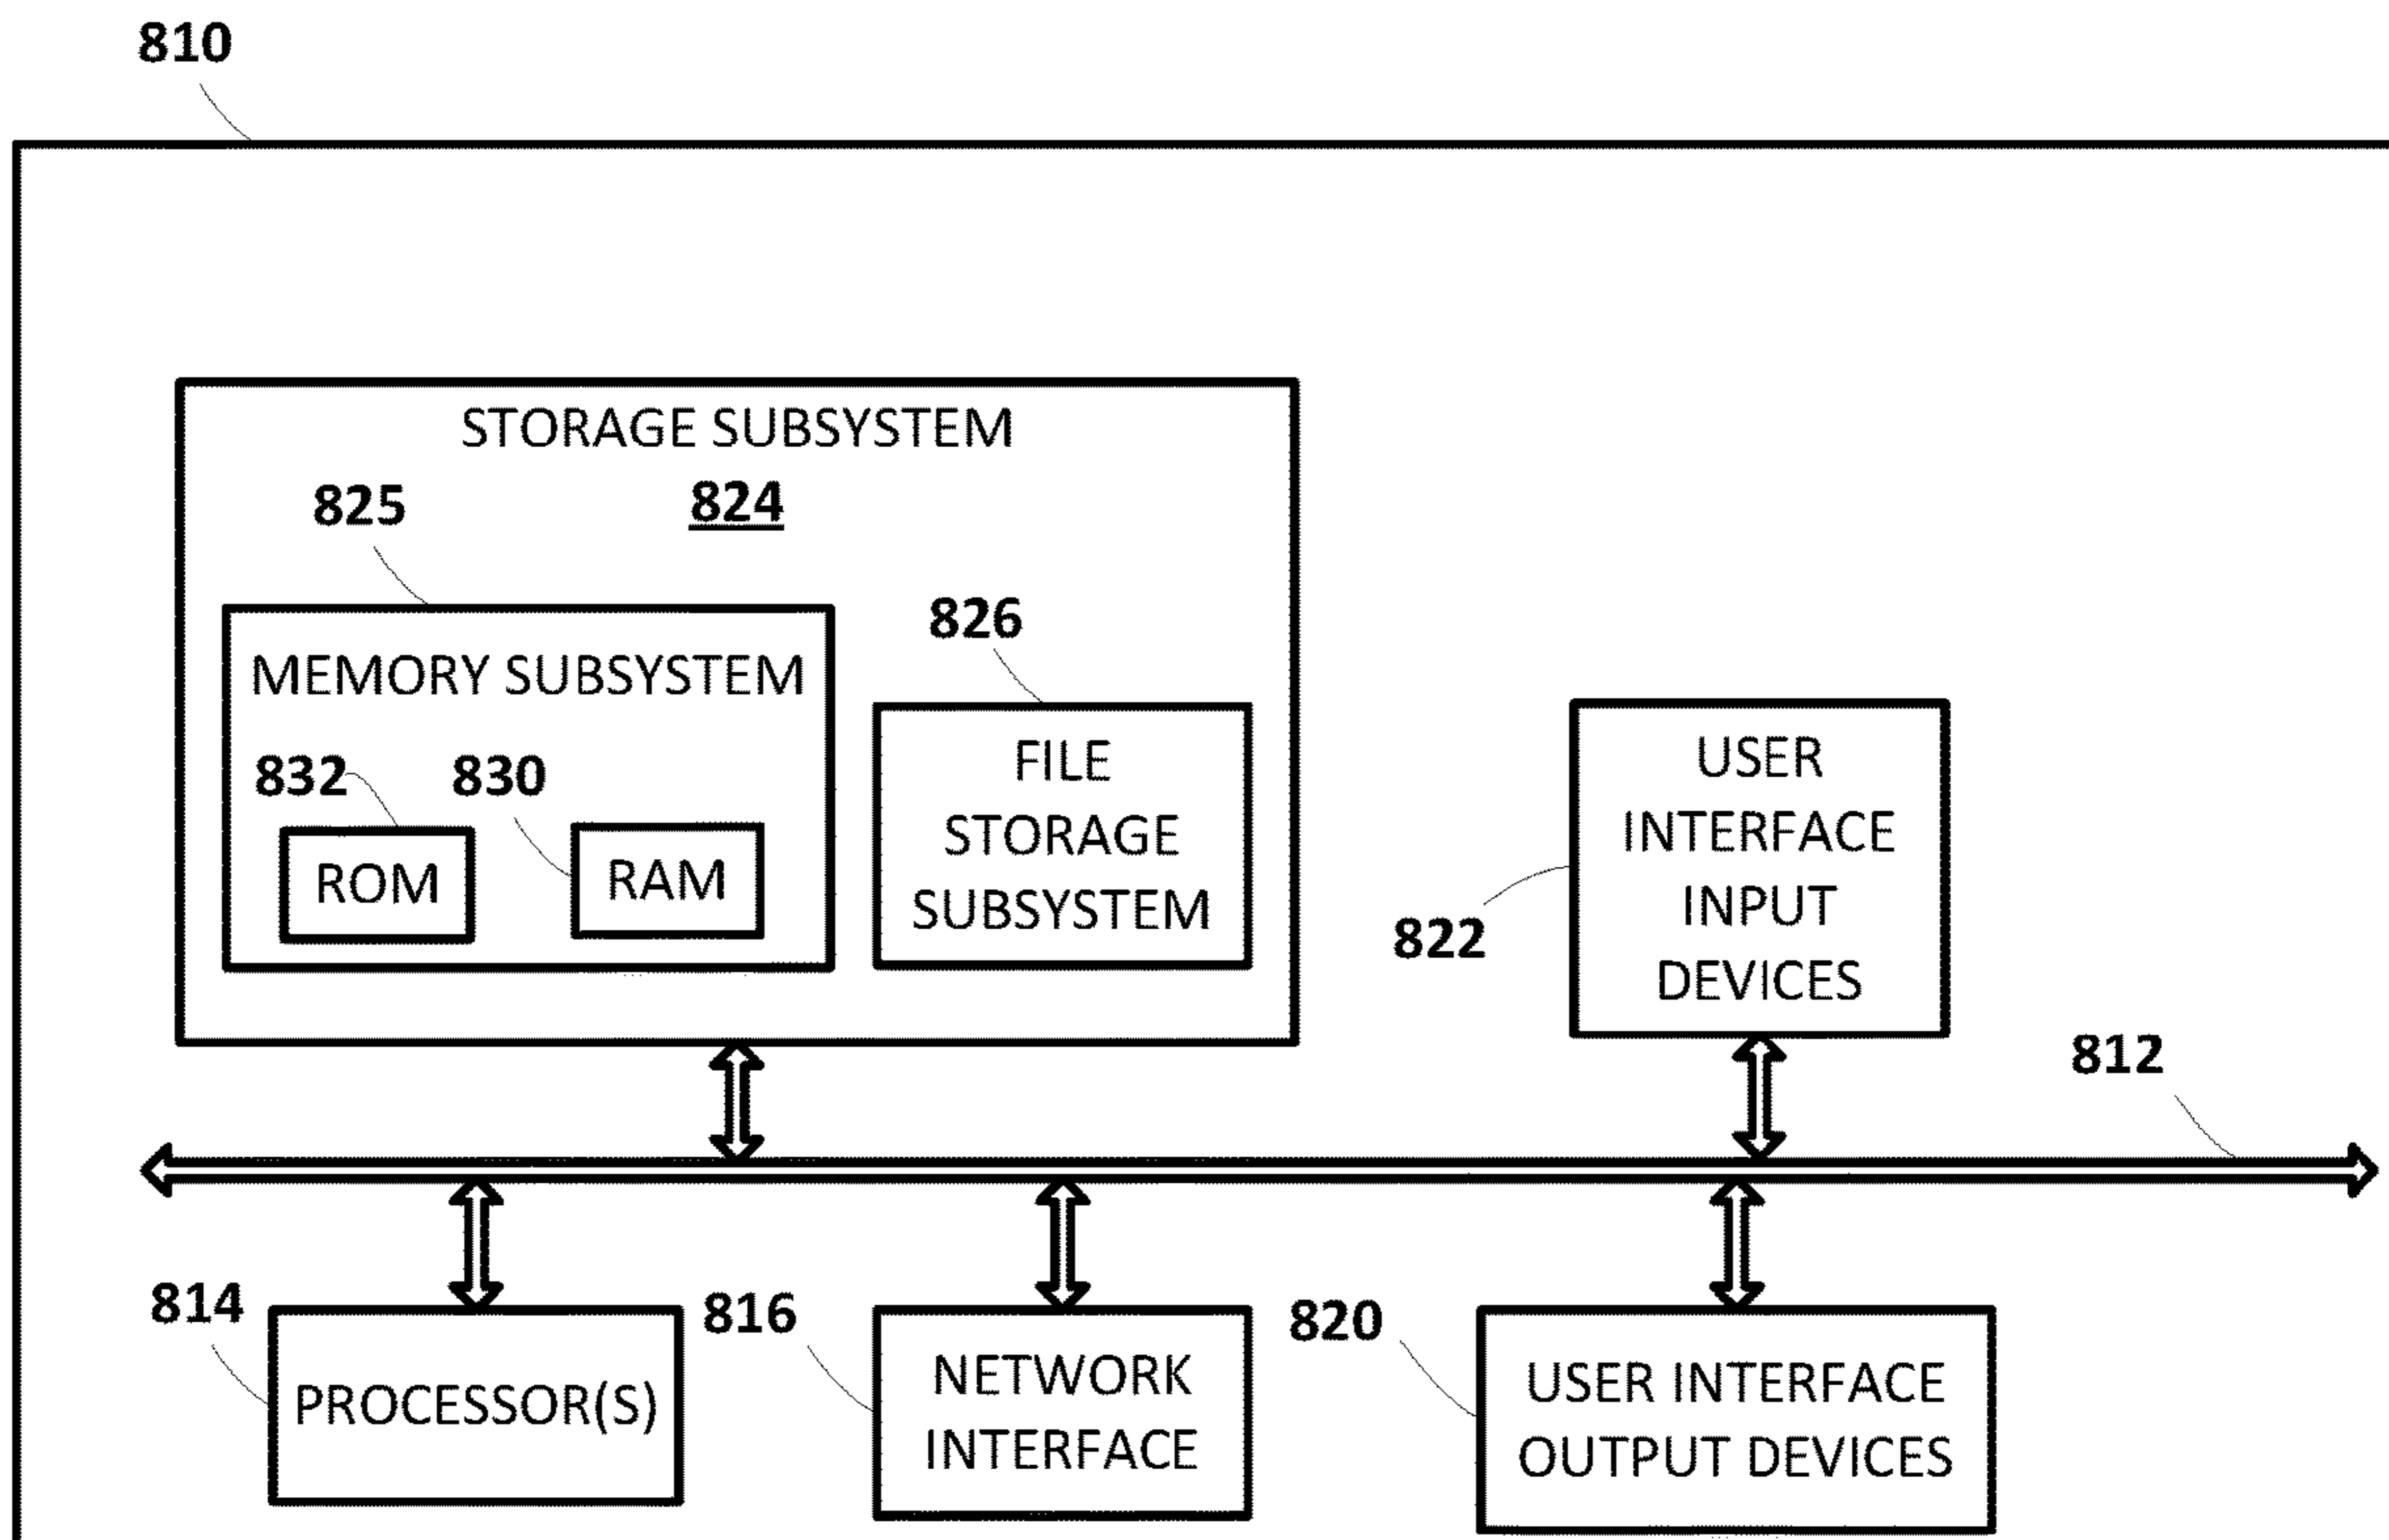 810
STORAGE SUBSYSTEM
824
825
MEMORY SUBSYSTEM
832
830
ROM
RAM
826
FILE
STORAGE
SUBSYSTEM
USER
INTERFACE
INPUT
DEVICES
822
812
814
PROCESSOR(S)
816
NETWORK
INTERFACE
820
USER INTERFACE
OUTPUT DEVICES